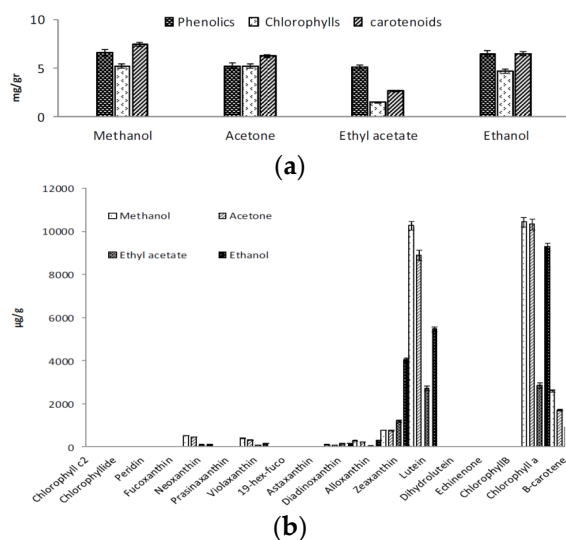 Phenolics Chlorophylls carotenoids
mg/gr
10
5
0
Methanol Acetone Ethyl acetate Ethanol
(a)
12000
10000
8000
6000
4000
2000
0
µg/g
Methanol Acetone
Ethyl acetate Ethanol
Chlorophyll c2
Chlorophyllide
Peridin
Fucoxanthin
Neoxanthin
Prasinaxanthin
Violaxanthin
19-hex-fuco
Astaxanthin
Diadinoxanthin
Alloxanthin
Zeaxanthin
Lutein
Dihydrolutein
Echinenone
ChlorophyllB
Chlorophyll a
B-carotene
(b)